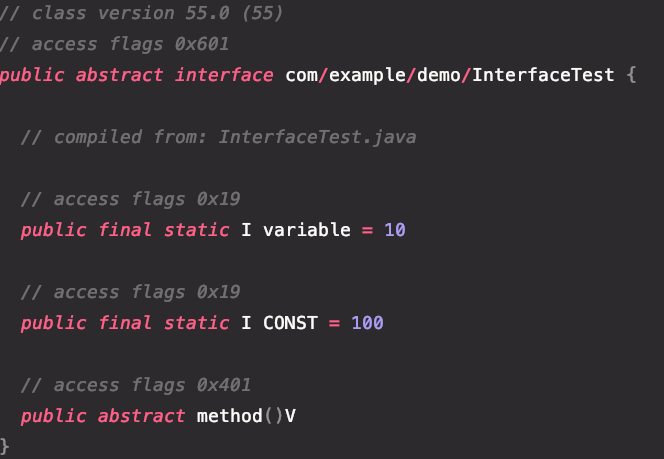 // class version 55.0 (55)
// access flags 0x601
public abstract interface com/example/demo/InterfaceTest {
// compiled from: InterfaceTest.java
// access flags 0x19
public final static I variable = 10
// access flags 0x19
public final static I CONST = 100
// access flags 0x401
public abstract method()V
}